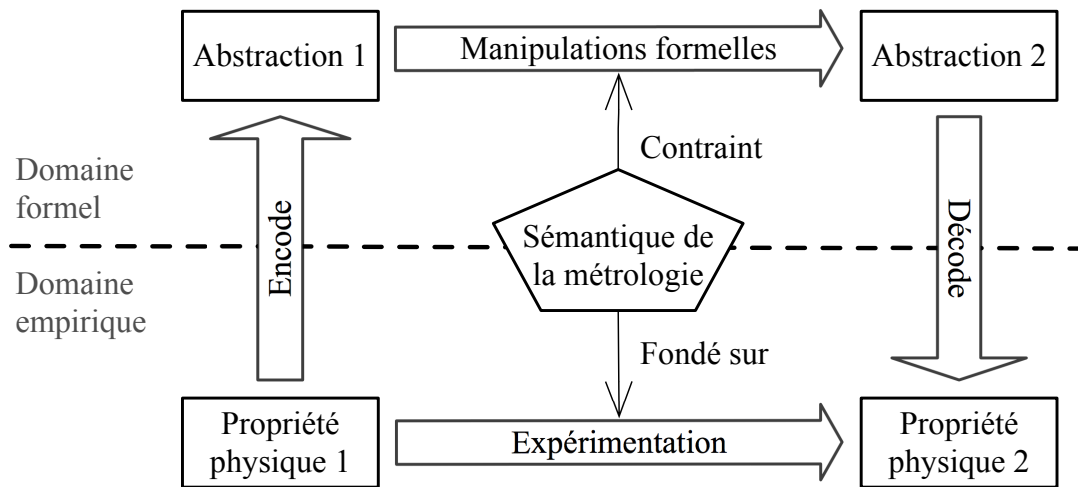 Abstraction 1
Manipulations formelles
Abstraction 2
Contraint
Domaine
formel
Encode
Sémantique de
la métrologie
Décode
Domaine
empirique
Fondé sur
Propriété
physique 1
Expérimentation
Propriété
physique 2